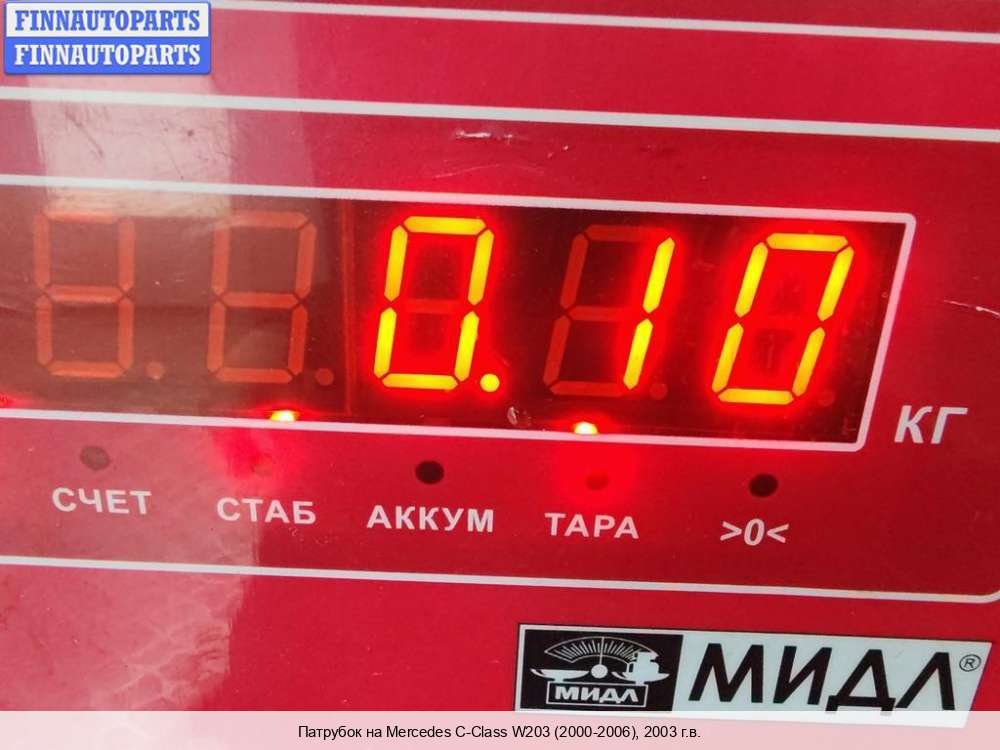 FINNAUTOPARTS
FINNAUTOPARTS
0.10
КГ
СЧЕТ СТАБ АККУМ ТАРА >0<
МИДЛ МИДЛ®
Патрубок на Mercedes C-Class W203 (2000-2006), 2003 г.в.